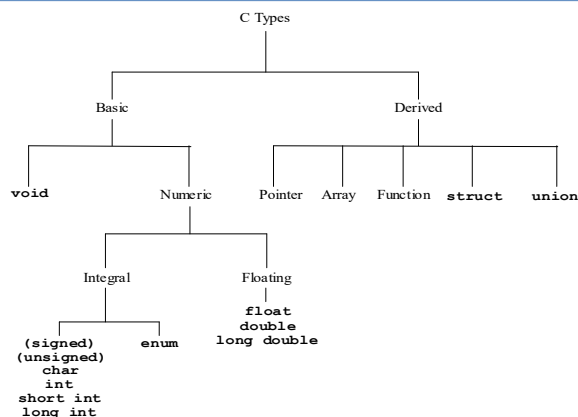 C Types
Basic
Derived
void
Numeric
Pointer
Array
Function
struct
union
Integral
Floating
float
double
long double
(signed)
(unsigned)
char
int
short int
long int
enum